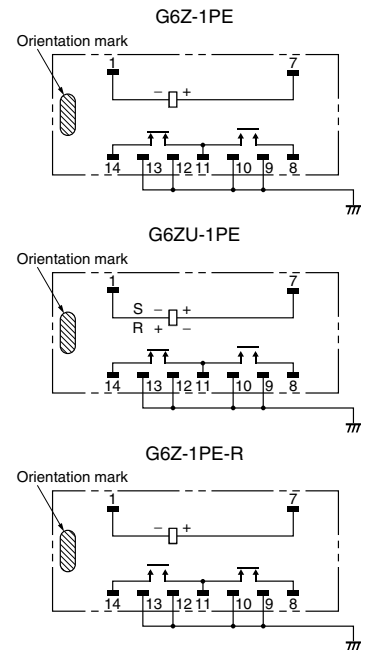 G6Z-1PE
Orientation mark
1 7
− +
14 13 12 11 10 9 8
G6ZU-1PE
Orientation mark
1 7
S − +
R + −
14 13 12 11 10 9 8
G6Z-1PE-R
Orientation mark
1 7
− +
14 13 12 11 10 9 8